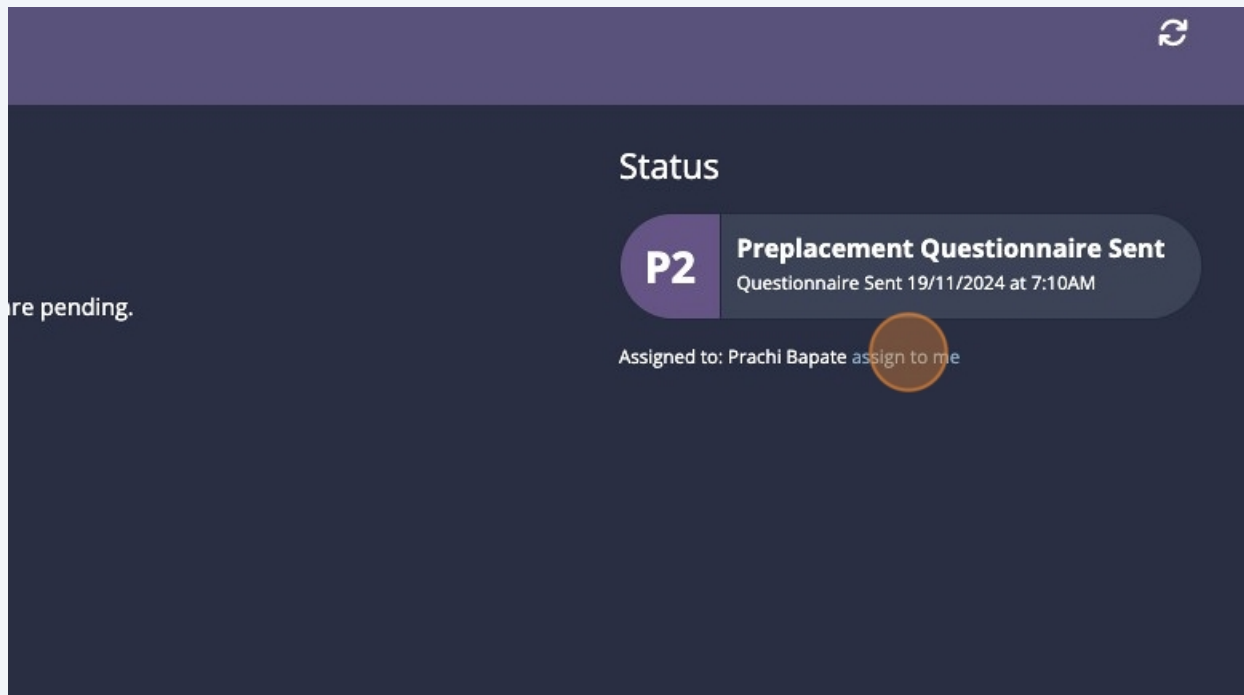 Status
P2
Preplacement Questionnaire Sent
Questionnaire Sent 19/11/2024 at 7:10AM
are pending.
Assigned to: Prachi Bapate assign to me